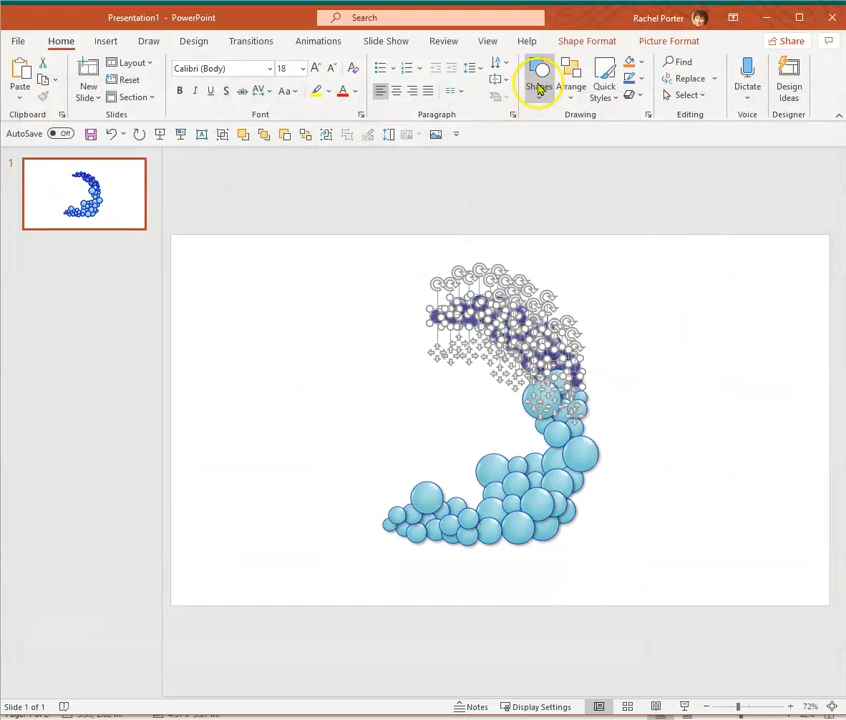 Presentation1 - PowerPoint
Search
Rachel Porter
File Home Insert Draw Design Transitions Animations Slide Show Review View Help Shape Format Picture Format Share
Paste
New
Slide
Layout
Reset
Section
Calibri (Body) 18
B I U S ab AV Aa A
Shapes
Arrange
Quick
Styles
Find
Replace
Select
Dictate
Design
Ideas
Clipboard Slides Font Paragraph Drawing Editing Voice Designer
AutoSave Off
1
Slide 1 of 1 Notes Display Settings 72%